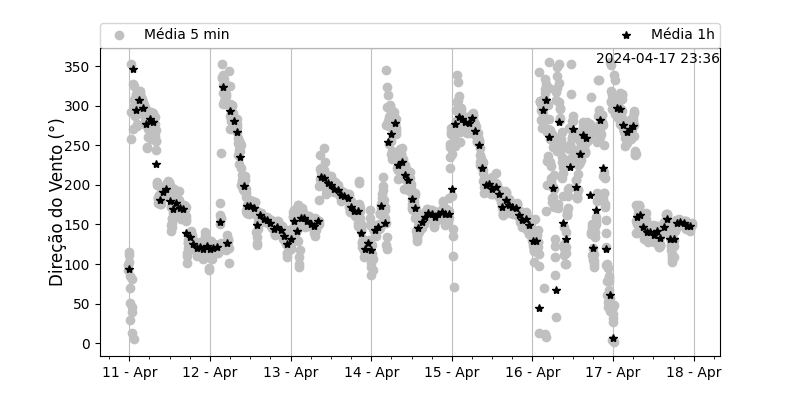 Média 5 min
Média 1h
2024-04-17 23:36
Direção do Vento (°)
350
300
250
200
150
100
50
0
11 - Apr
12 - Apr
13 - Apr
14 - Apr
15 - Apr
16 - Apr
17 - Apr
18 - Apr